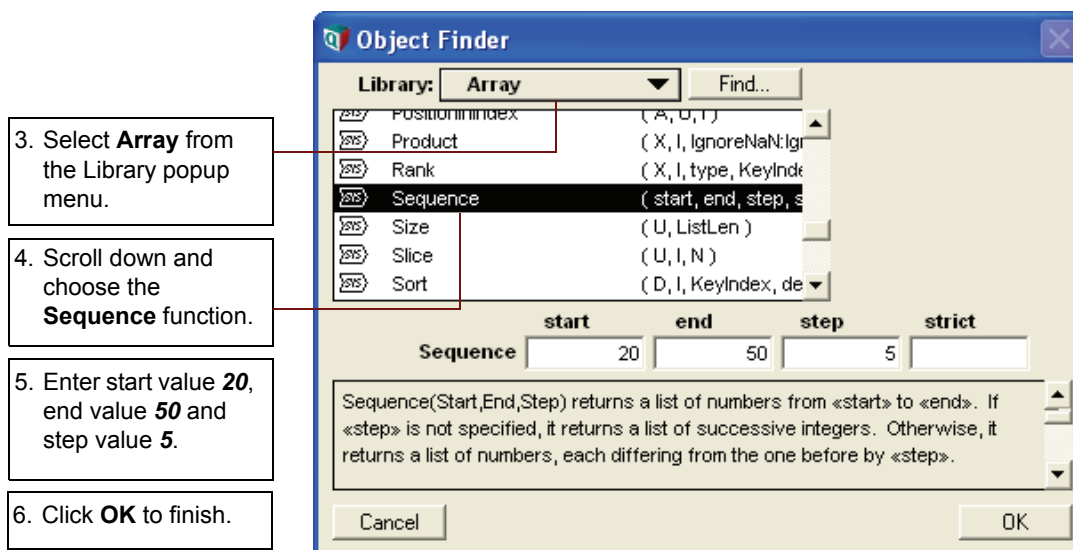 Object Finder
Library: Array Find...
3. Select Array from
the Library popup
menu.
4. Scroll down and
choose the
Sequence function.
5. Enter start value 20,
end value 50 and
step value 5.
6. Click OK to finish.
PositionInIndex ( A, U, I )
Product ( X, I, IgnoreNaN:Ig
Rank ( X, I, type, KeyInde
Sequence ( start, end, step, s
Size ( U, ListLen )
Slice ( U, I, N )
Sort ( D, I, KeyIndex, de
start end step strict
Sequence 20 50 5
Sequence(Start,End,Step) returns a list of numbers from «start» to «end». If
«step» is not specified, it returns a list of successive integers. Otherwise, it
returns a list of numbers, each differing from the one before by «step».
Cancel OK